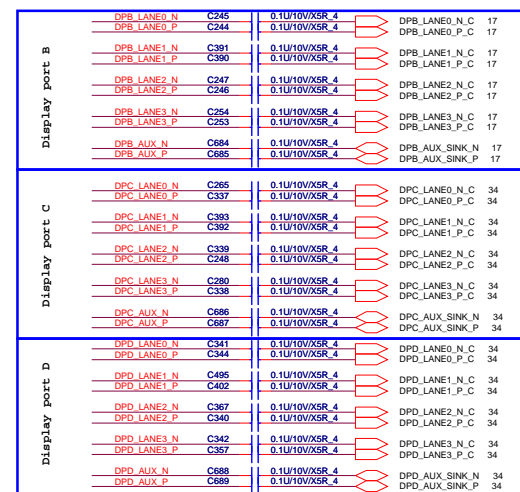 Display port B
DPB_LANE0_N C245 0.1U/10V/X5R_4 DPB_LANE0_N_C 17
DPB_LANE0_P C244 0.1U/10V/X5R_4 DPB_LANE0_P_C 17
DPB_LANE1_N C391 0.1U/10V/X5R_4 DPB_LANE1_N_C 17
DPB_LANE1_P C390 0.1U/10V/X5R_4 DPB_LANE1_P_C 17
DPB_LANE2_N C247 0.1U/10V/X5R_4 DPB_LANE2_N_C 17
DPB_LANE2_P C246 0.1U/10V/X5R_4 DPB_LANE2_P_C 17
DPB_LANE3_N C254 0.1U/10V/X5R_4 DPB_LANE3_N_C 17
DPB_LANE3_P C253 0.1U/10V/X5R_4 DPB_LANE3_P_C 17
DPB_AUX_N C684 0.1U/10V/X5R_4 DPB_AUX_SINK_N 17
DPB_AUX_P C685 0.1U/10V/X5R_4 DPB_AUX_SINK_P 17
Display port C
DPC_LANE0_N C265 0.1U/10V/X5R_4 DPC_LANE0_N_C 34
DPC_LANE0_P C337 0.1U/10V/X5R_4 DPC_LANE0_P_C 34
DPC_LANE1_N C393 0.1U/10V/X5R_4 DPC_LANE1_N_C 34
DPC_LANE1_P C392 0.1U/10V/X5R_4 DPC_LANE1_P_C 34
DPC_LANE2_N C339 0.1U/10V/X5R_4 DPC_LANE2_N_C 34
DPC_LANE2_P C248 0.1U/10V/X5R_4 DPC_LANE2_P_C 34
DPC_LANE3_N C280 0.1U/10V/X5R_4 DPC_LANE3_N_C 34
DPC_LANE3_P C338 0.1U/10V/X5R_4 DPC_LANE3_P_C 34
DPC_AUX_N C686 0.1U/10V/X5R_4 DPC_AUX_SINK_N 34
DPC_AUX_P C687 0.1U/10V/X5R_4 DPC_AUX_SINK_P 34
Display port D
DPD_LANE0_N C341 0.1U/10V/X5R_4 DPD_LANE0_N_C 34
DPD_LANE0_P C344 0.1U/10V/X5R_4 DPD_LANE0_P_C 34
DPD_LANE1_N C495 0.1U/10V/X5R_4 DPD_LANE1_N_C 34
DPD_LANE1_P C402 0.1U/10V/X5R_4 DPD_LANE1_P_C 34
DPD_LANE2_N C367 0.1U/10V/X5R_4 DPD_LANE2_N_C 34
DPD_LANE2_P C340 0.1U/10V/X5R_4 DPD_LANE2_P_C 34
DPD_LANE3_N C342 0.1U/10V/X5R_4 DPD_LANE3_N_C 34
DPD_LANE3_P C357 0.1U/10V/X5R_4 DPD_LANE3_P_C 34
DPD_AUX_N C688 0.1U/10V/X5R_4 DPD_AUX_SINK_N 34
DPD_AUX_P C689 0.1U/10V/X5R_4 DPD_AUX_SINK_P 34